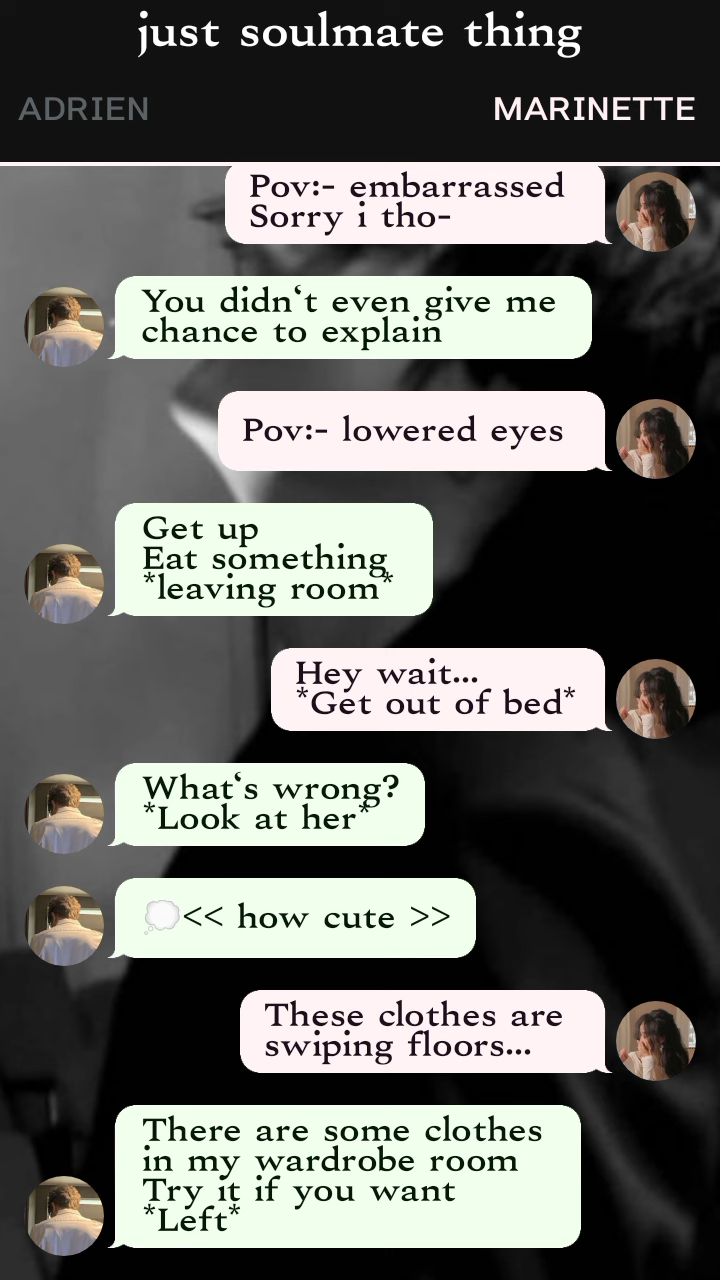 just soulmate thing
ADRIEN
MARINETTE
Pov:- embarrassed
Sorry i tho-
You didn‘t even give me
chance to explain
Pov:- lowered eyes
Get up
Eat something
*leaving room*
Hey wait...
*Get out of bed*
What‘s wrong?
*Look at her*
💭<< how cute >>
These clothes are
swiping floors...
There are some clothes
in my wardrobe room
Try it if you want
*Left*